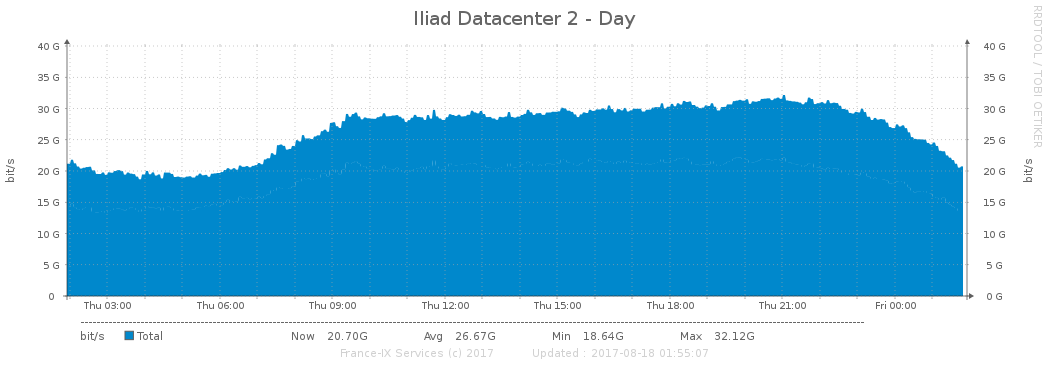 Iliad Datacenter 2 - Day
RRDTOOL / TOBI OETIKER
40 G 40 G
35 G 35 G
30 G 30 G
25 G 25 G
20 G 20 G
15 G 15 G
10 G 10 G
5 G 5 G
0 0 G
bit/s bit/s
Thu 03:00 Thu 06:00 Thu 09:00 Thu 12:00 Thu 15:00 Thu 18:00 Thu 21:00 Fri 00:00
bit/s Total Now 20.70G Avg 26.67G Min 18.64G Max 32.12G
France-IX Services (c) 2017 Updated : 2017-08-18 01:55:07